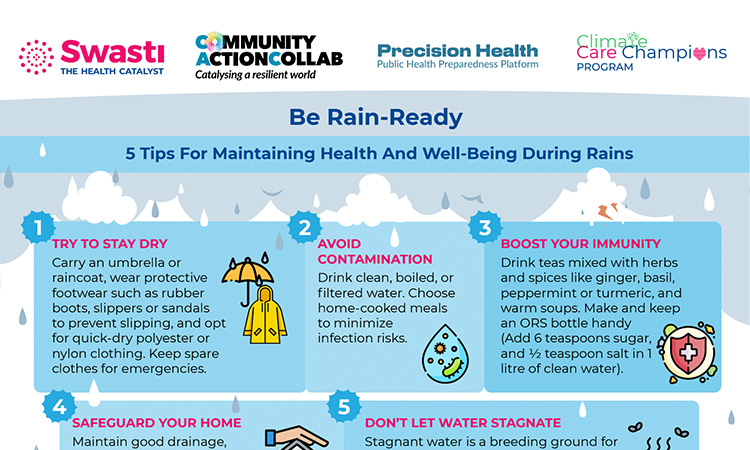 Swasti
THE HEALTH CATALYST
COMMUNITY
ACTIONCOLLAB
Catalysing a resilient world
Precision Health
Public Health Preparedness Platform
Climate
Care Champions
PROGRAM
Be Rain-Ready
5 Tips For Maintaining Health And Well-Being During Rains
1
TRY TO STAY DRY
Carry an umbrella or
raincoat, wear protective
footwear such as rubber
boots, slippers or sandals
to prevent slipping, and opt
for quick-dry polyester or
nylon clothing. Keep spare
clothes for emergencies.
2
AVOID
CONTAMINATION
Drink clean, boiled, or
filtered water. Choose
home-cooked meals
to minimize
infection risks.
3
BOOST YOUR IMMUNITY
Drink teas mixed with herbs
and spices like ginger, basil,
peppermint or turmeric, and
warm soups. Make and keep
an ORS bottle handy
(Add 6 teaspoons sugar,
and ½ teaspoon salt in 1
litre of clean water).
4
SAFEGUARD YOUR HOME
Maintain good drainage,
5
DON'T LET WATER STAGNATE
Stagnant water is a breeding ground for